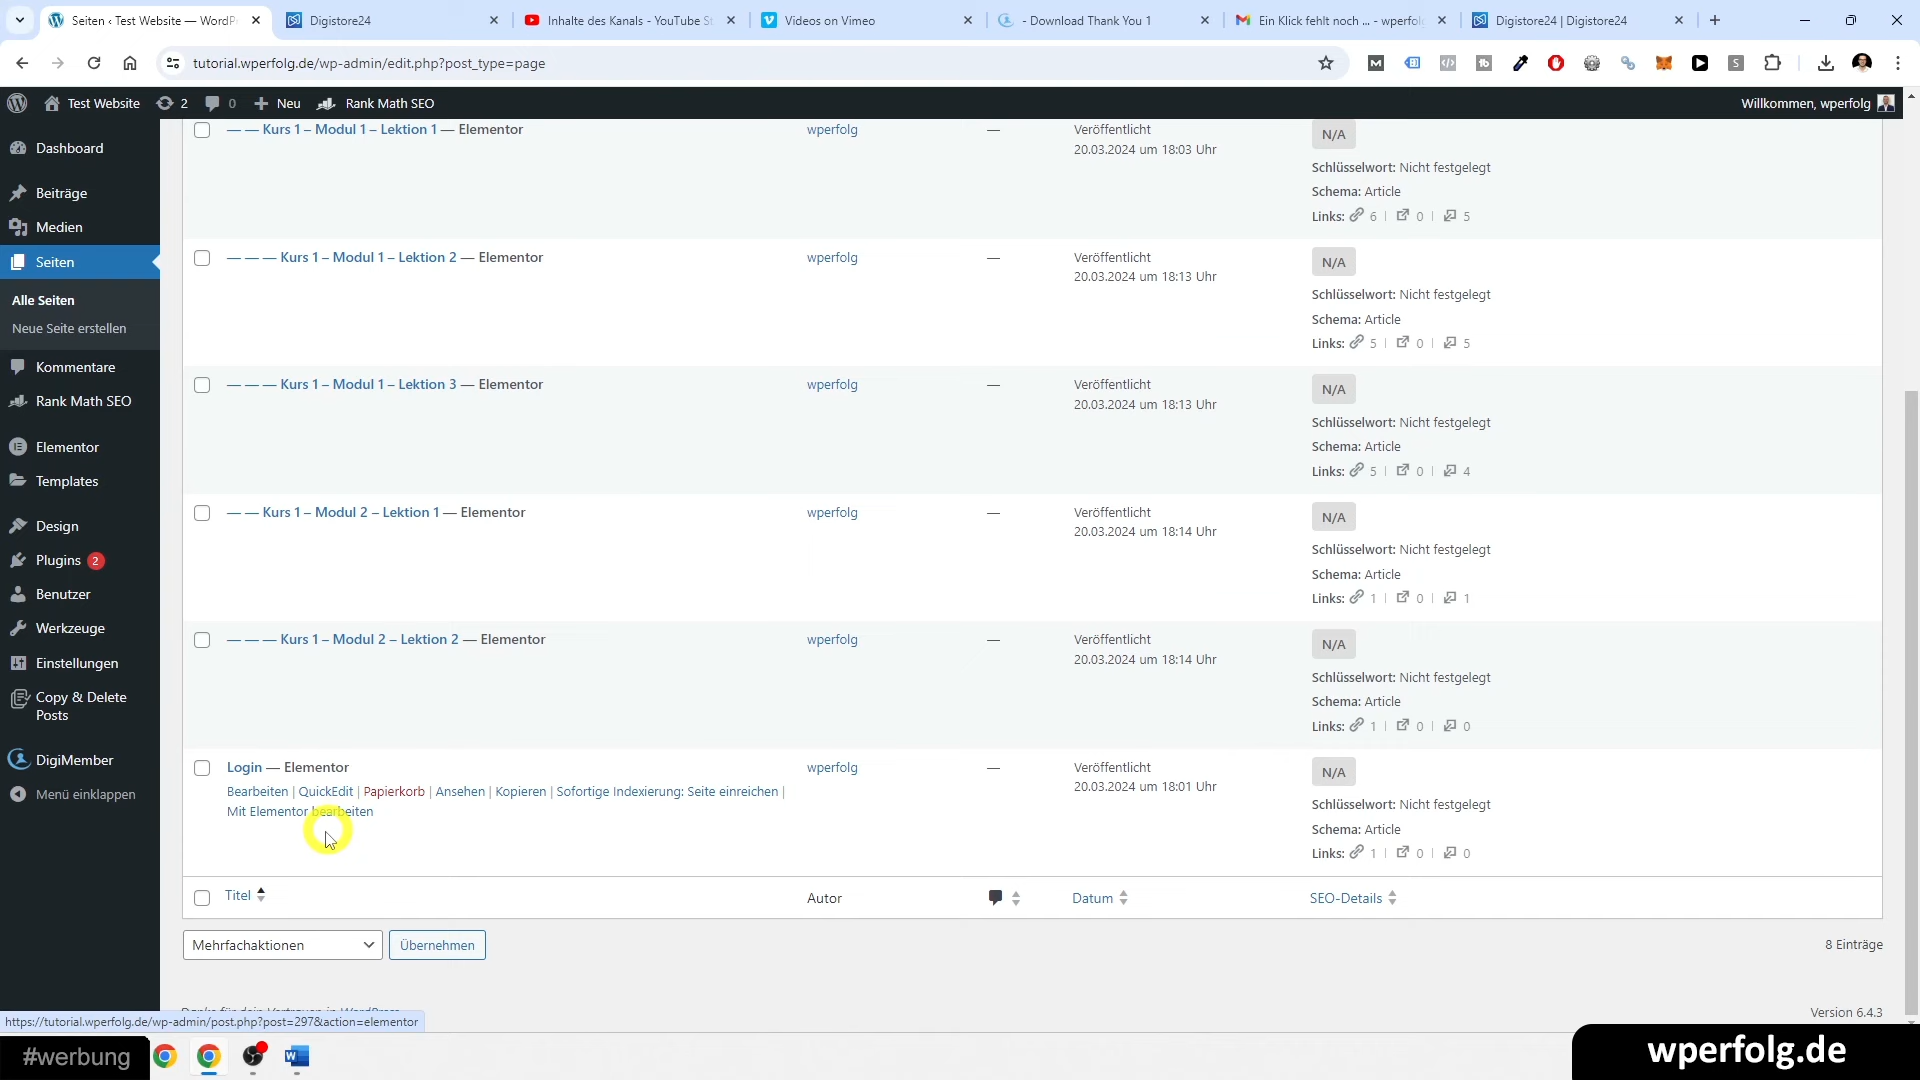 Seiten ‹ Test Website — WordPr
Digistore24
Inhalte des Kanals - YouTube St
Videos on Vimeo
- Download Thank You 1
Ein Klick fehlt noch ... - wperfolg
Digistore24 | Digistore24
tutorial.wperfolg.de/wp-admin/edit.php?post_type=page
Test Website
2
0
Neu
Rank Math SEO
Willkommen, wperfolg
Dashboard
Beiträge
Medien
Seiten
Alle Seiten
Neue Seite erstellen
Kommentare
Rank Math SEO
Elementor
Templates
Design
Plugins 2
Benutzer
Werkzeuge
Einstellungen
Copy & Delete
Posts
DigiMember
Menü einklappen
— — Kurs 1 – Modul 1 – Lektion 1 — Elementor
wperfolg
—
Veröffentlicht
20.03.2024 um 18:03 Uhr
N/A
Schlüsselwort: Nicht festgelegt
Schema: Article
Links: 6 | 0 | 5
— — — Kurs 1 – Modul 1 – Lektion 2 — Elementor
wperfolg
—
Veröffentlicht
20.03.2024 um 18:13 Uhr
N/A
Schlüsselwort: Nicht festgelegt
Schema: Article
Links: 5 | 0 | 5
— — — Kurs 1 – Modul 1 – Lektion 3 — Elementor
wperfolg
—
Veröffentlicht
20.03.2024 um 18:13 Uhr
N/A
Schlüsselwort: Nicht festgelegt
Schema: Article
Links: 5 | 0 | 4
— — Kurs 1 – Modul 2 – Lektion 1 — Elementor
wperfolg
—
Veröffentlicht
20.03.2024 um 18:14 Uhr
N/A
Schlüsselwort: Nicht festgelegt
Schema: Article
Links: 1 | 0 | 1
— — — Kurs 1 – Modul 2 – Lektion 2 — Elementor
wperfolg
—
Veröffentlicht
20.03.2024 um 18:14 Uhr
N/A
Schlüsselwort: Nicht festgelegt
Schema: Article
Links: 1 | 0 | 0
Login — Elementor
Bearbeiten | QuickEdit | Papierkorb | Ansehen | Kopieren | Sofortige Indexierung: Seite einreichen |
Mit Elementor bearbeiten
wperfolg
—
Veröffentlicht
20.03.2024 um 18:01 Uhr
N/A
Schlüsselwort: Nicht festgelegt
Schema: Article
Links: 1 | 0 | 0
Titel
Autor
Datum
SEO-Details
Mehrfachaktionen
Übernehmen
8 Einträge
Danke für dein Vertrauen in WordPress.
Version 6.4.3
https://tutorial.wperfolg.de/wp-admin/post.php?post=297&action=elementor
#werbung
wperfolg.de